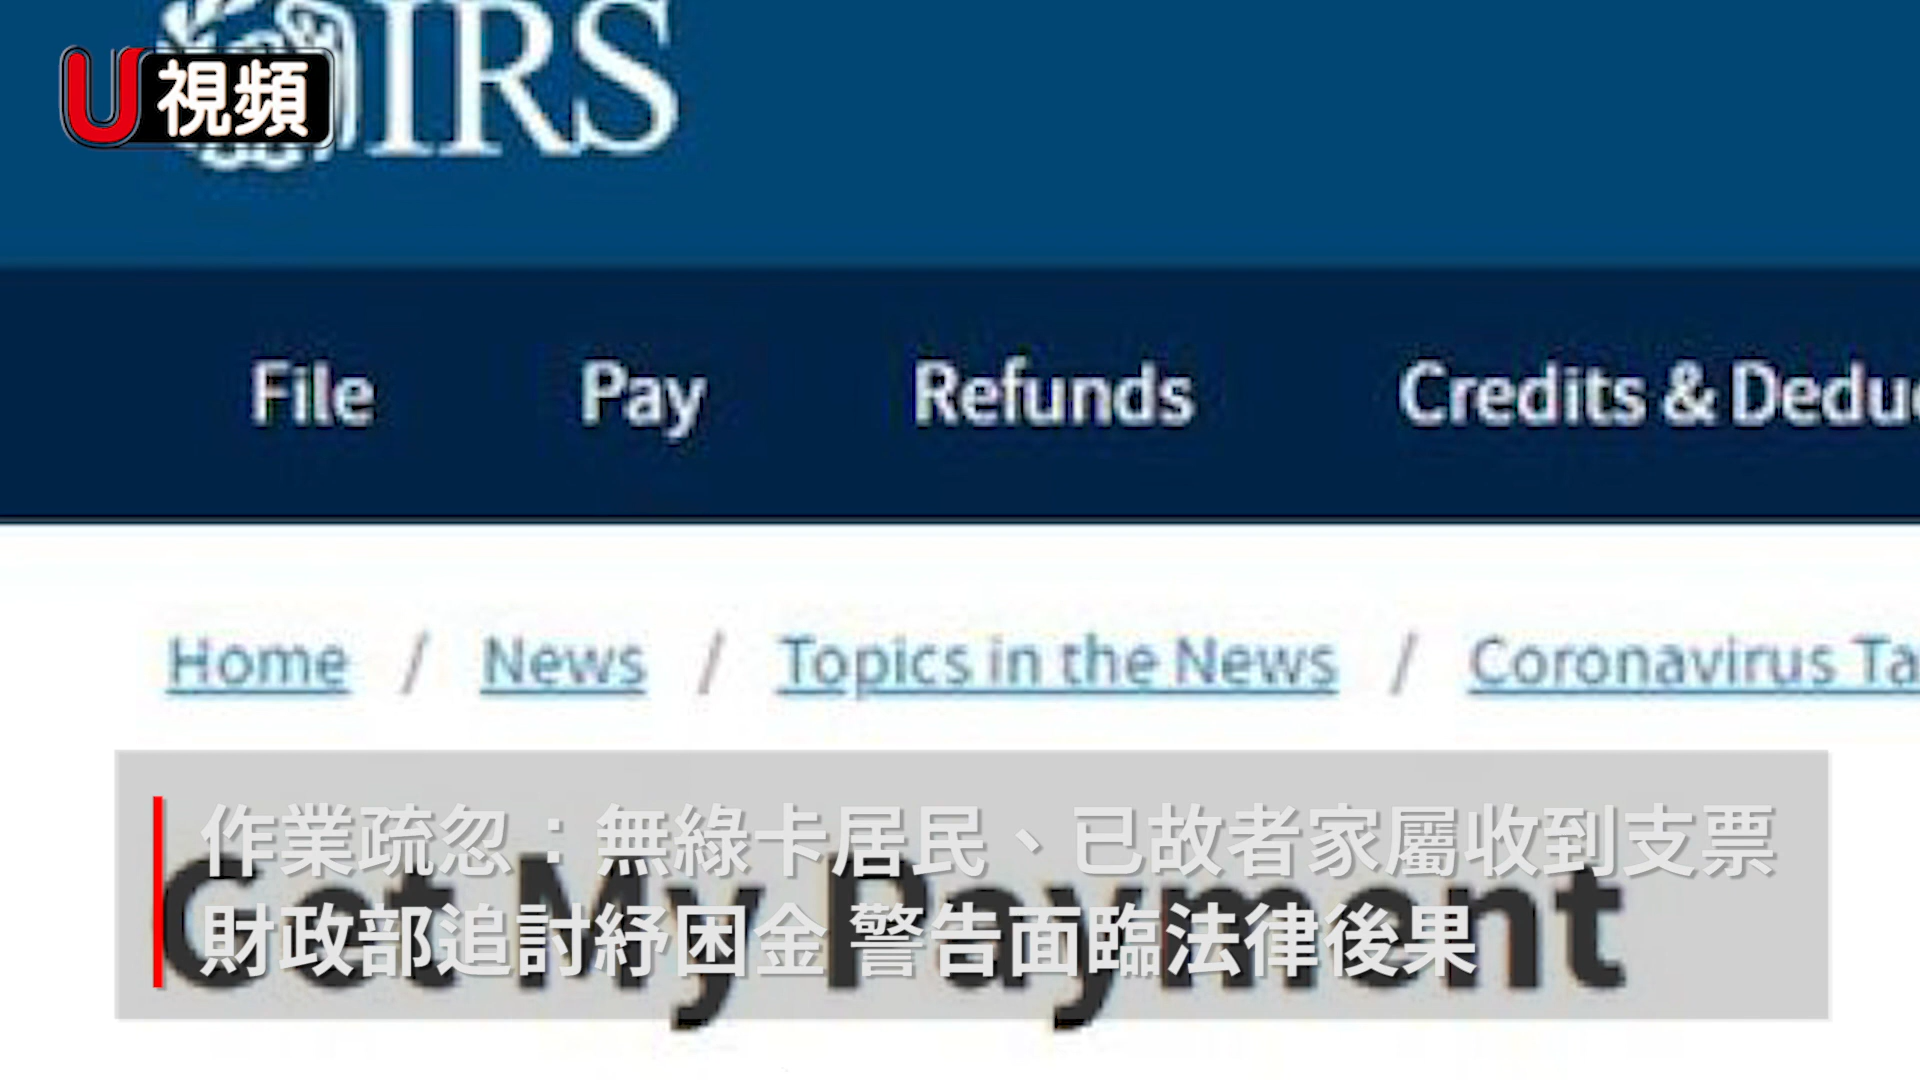 IRS
U視頻
File Pay Refunds Credits & Deduc
Home / News / Topics in the News / Coronavirus Ta
Get My Payment
作業疏忽：無綠卡居民、已故者家屬收到支票
財政部追討紓困金 警告面臨法律後果